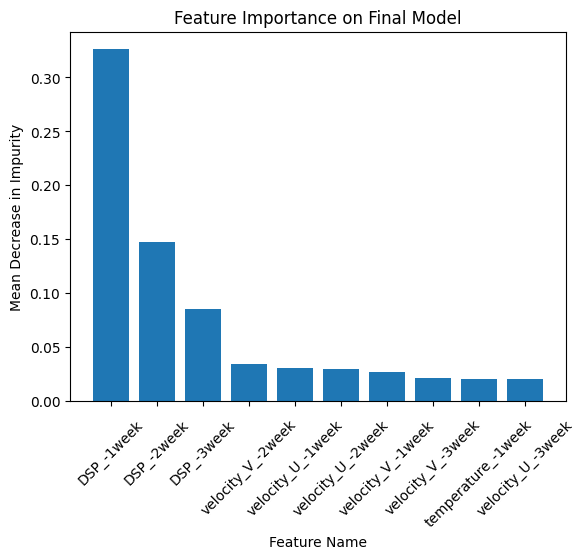 Feature Importance on Final Model
Mean Decrease in Impurity
0.30
0.25
0.20
0.15
0.10
0.05
0.00
DSP_-1week
DSP_-2week
DSP_-3week
velocity_V_-2week
velocity_U_-1week
velocity_U_-2week
velocity_V_-1week
velocity_V_-3week
temperature_-1week
velocity_U_-3week
Feature Name